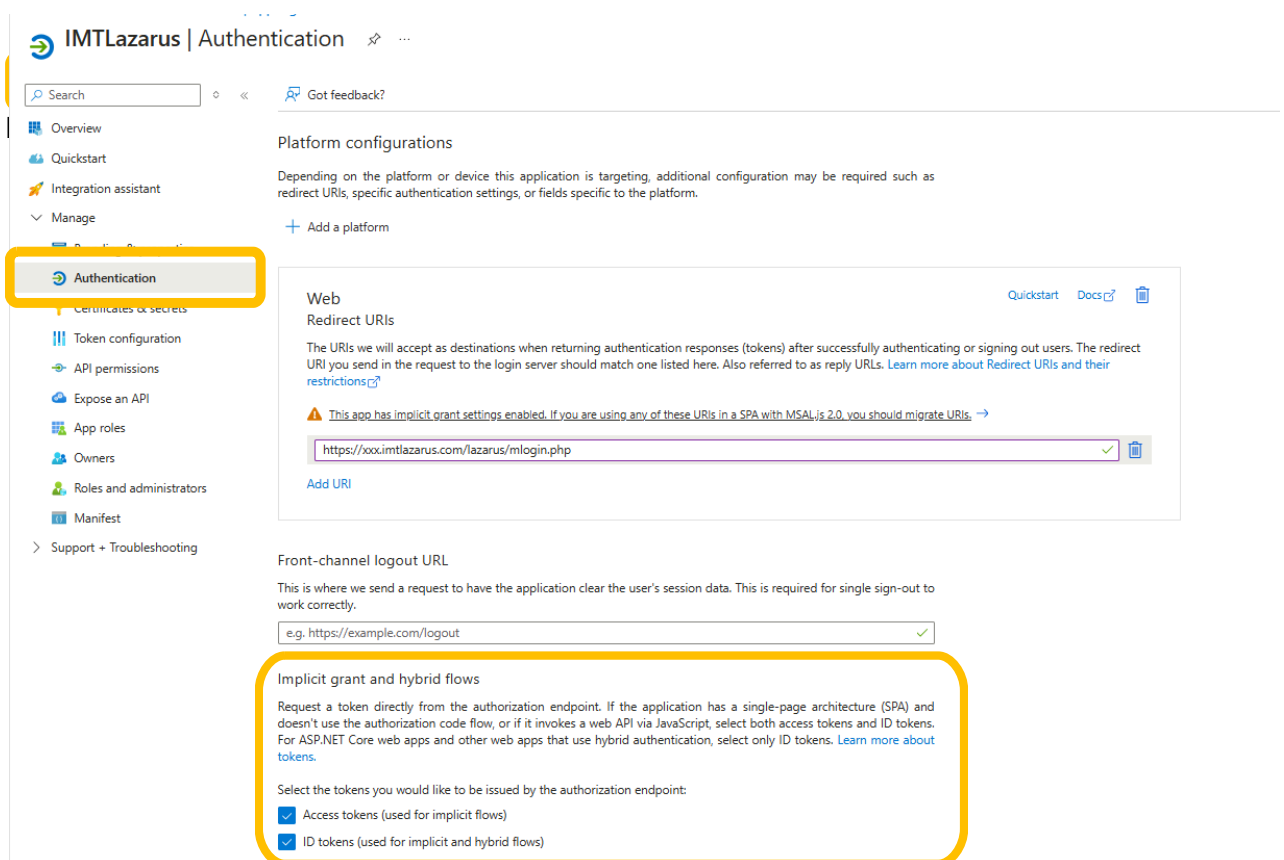 IMTLazarus | Authentication
Search
Got feedback?
Overview
Quickstart
Integration assistant
Manage
Authentication
Certificates & secrets
Token configuration
API permissions
Expose an API
App roles
Owners
Roles and administrators
Manifest
Support + Troubleshooting
Platform configurations
Depending on the platform or device this application is targeting, additional configuration may be required such as
redirect URIs, specific authentication settings, or fields specific to the platform.
Add a platform
Web
Quickstart Docs
Redirect URIs
The URIs we will accept as destinations when returning authentication responses (tokens) after successfully authenticating or signing out users. The redirect
URI you send in the request to the login server should match one listed here. Also referred to as reply URLs. Learn more about Redirect URIs and their
restrictions
This app has implicit grant settings enabled. If you are using any of these URIs in a SPA with MSAL.js 2.0, you should migrate URIs.
https://xxx.imtlazarus.com/lazarus/mlogin.php
Add URI
Front-channel logout URL
This is where we send a request to have the application clear the user's session data. This is required for single sign-out to
work correctly.
e.g. https://example.com/logout
Implicit grant and hybrid flows
Request a token directly from the authorization endpoint. If the application has a single-page architecture (SPA) and
doesn't use the authorization code flow, or if it invokes a web API via JavaScript, select both access tokens and ID tokens.
For ASP.NET Core web apps and other web apps that use hybrid authentication, select only ID tokens. Learn more about
tokens.
Select the tokens you would like to be issued by the authorization endpoint:
Access tokens (used for implicit flows)
ID tokens (used for implicit and hybrid flows)